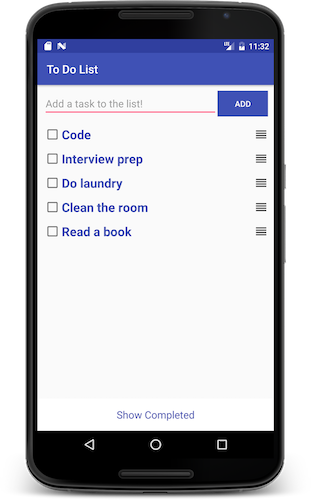 11:32
To Do List
Add a task to the list!
ADD
Code
Interview prep
Do laundry
Clean the room
Read a book
Show Completed